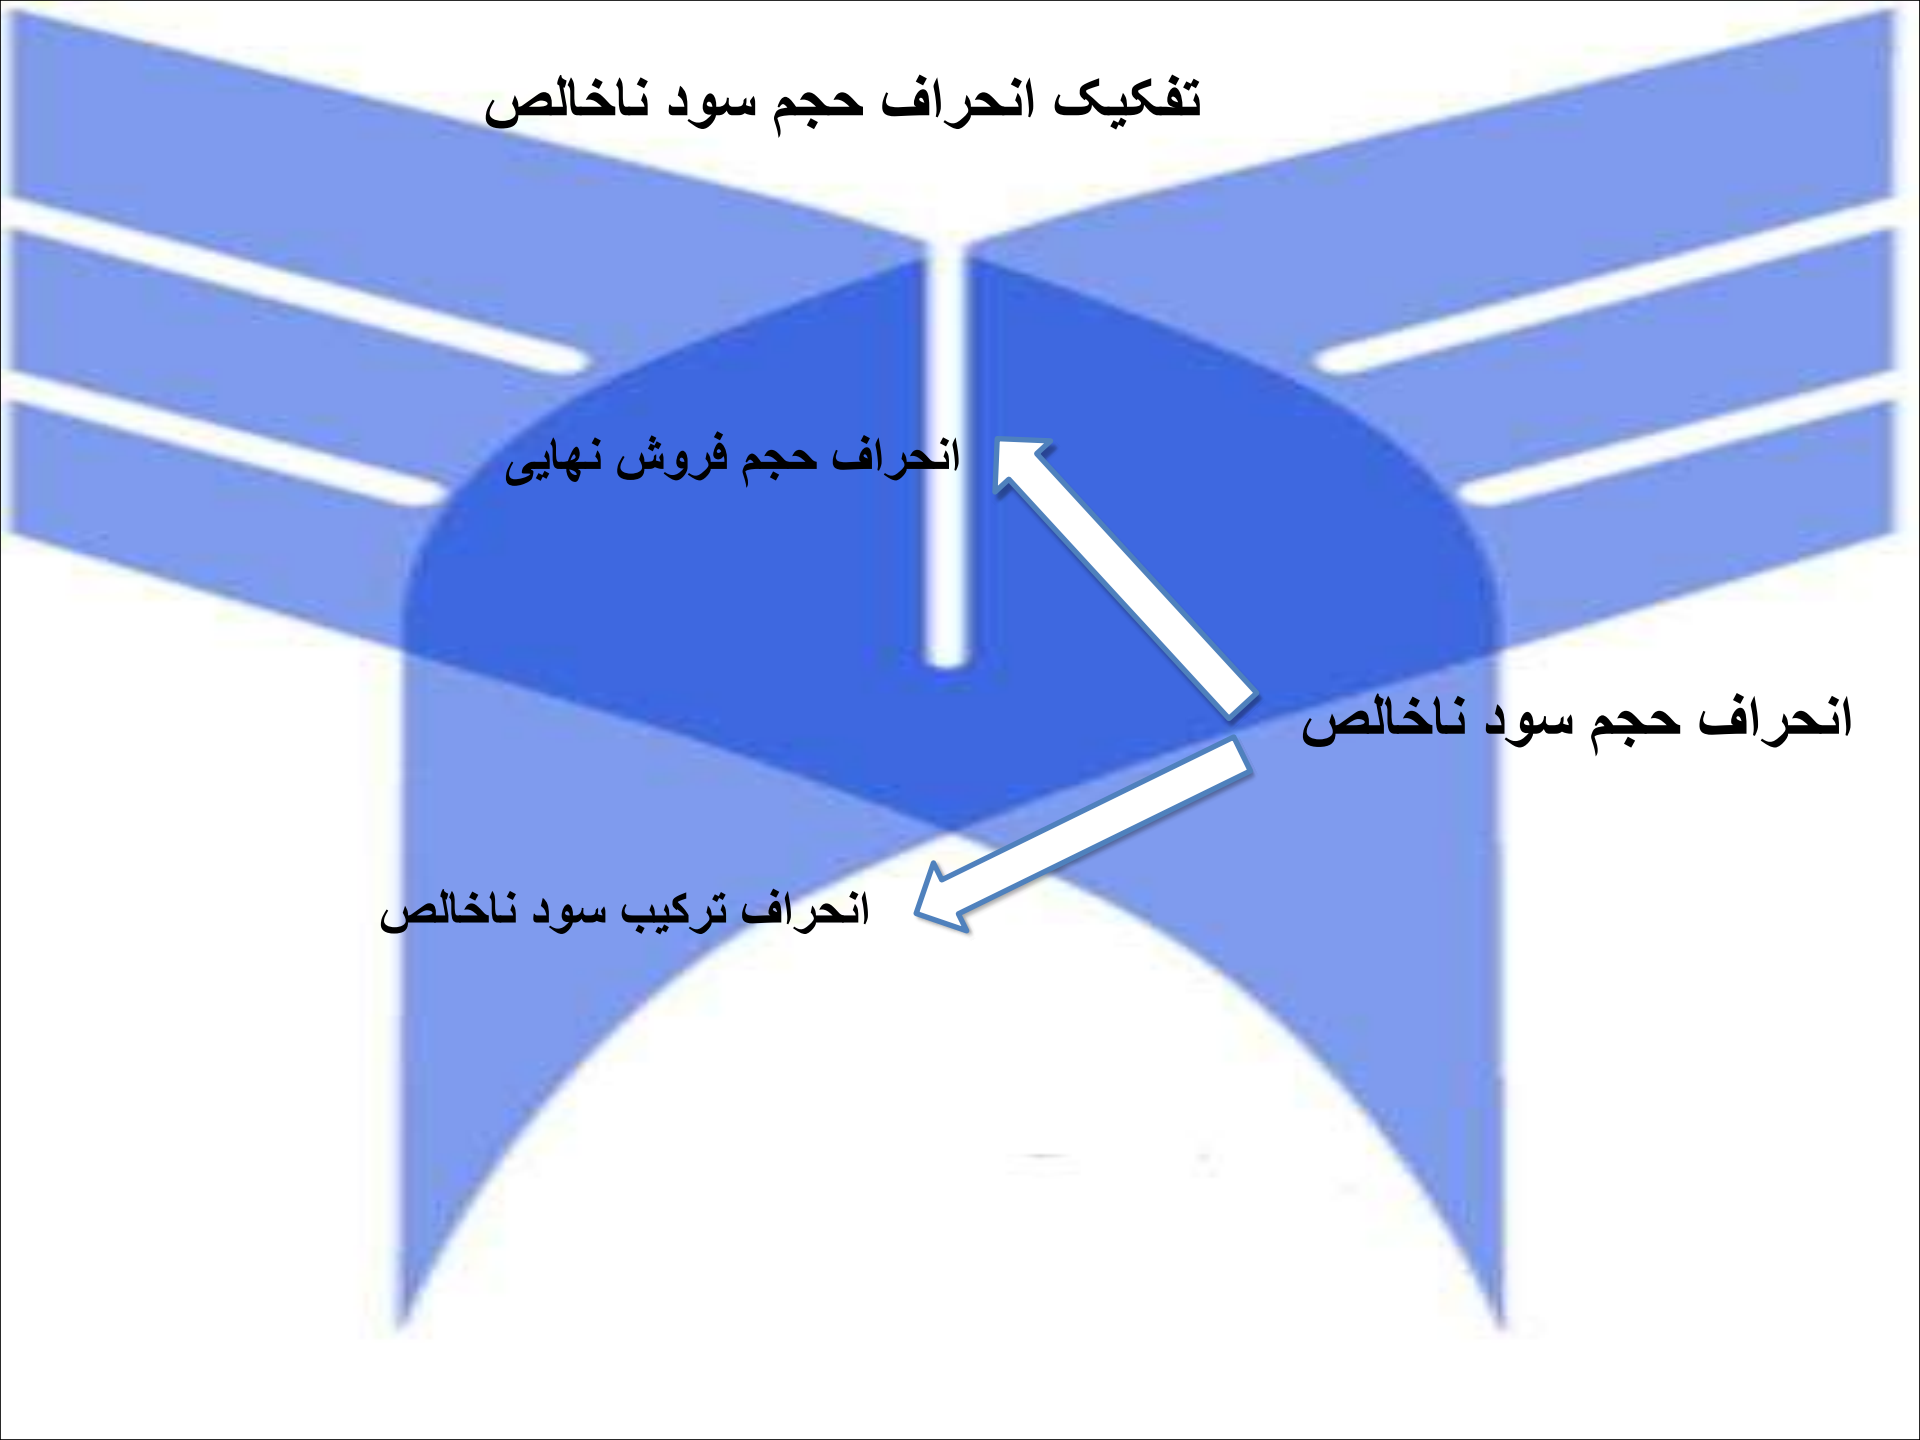 تفکیک انحراف حجم سود ناخالص
انحراف حجم فروش نهایی
انحراف حجم سود ناخالص
انحراف ترکیب سود ناخالص